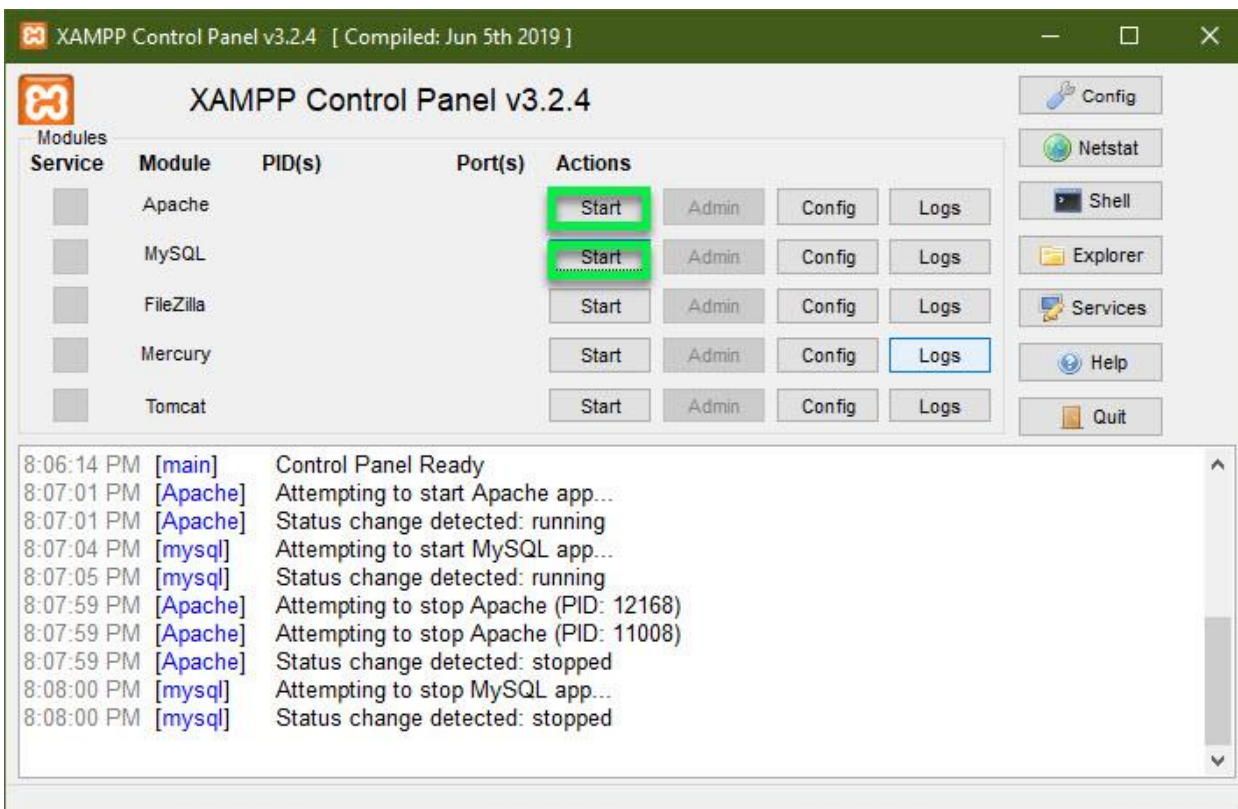 XAMPP Control Panel v3.2.4 [ Compiled: Jun 5th 2019 ]
XAMPP Control Panel v3.2.4
Config
Modules
Netstat
Service Module PID(s) Port(s) Actions
Apache Start Admin Config Logs
Shell
MySQL Start Admin Config Logs
Explorer
FileZilla Start Admin Config Logs
Services
Mercury Start Admin Config Logs
Help
Tomcat Start Admin Config Logs
Quit
8:06:14 PM [main] Control Panel Ready
8:07:01 PM [Apache] Attempting to start Apache app...
8:07:01 PM [Apache] Status change detected: running
8:07:04 PM [mysql] Attempting to start MySQL app...
8:07:05 PM [mysql] Status change detected: running
8:07:59 PM [Apache] Attempting to stop Apache (PID: 12168)
8:07:59 PM [Apache] Attempting to stop Apache (PID: 11008)
8:07:59 PM [Apache] Status change detected: stopped
8:08:00 PM [mysql] Attempting to stop MySQL app...
8:08:00 PM [mysql] Status change detected: stopped